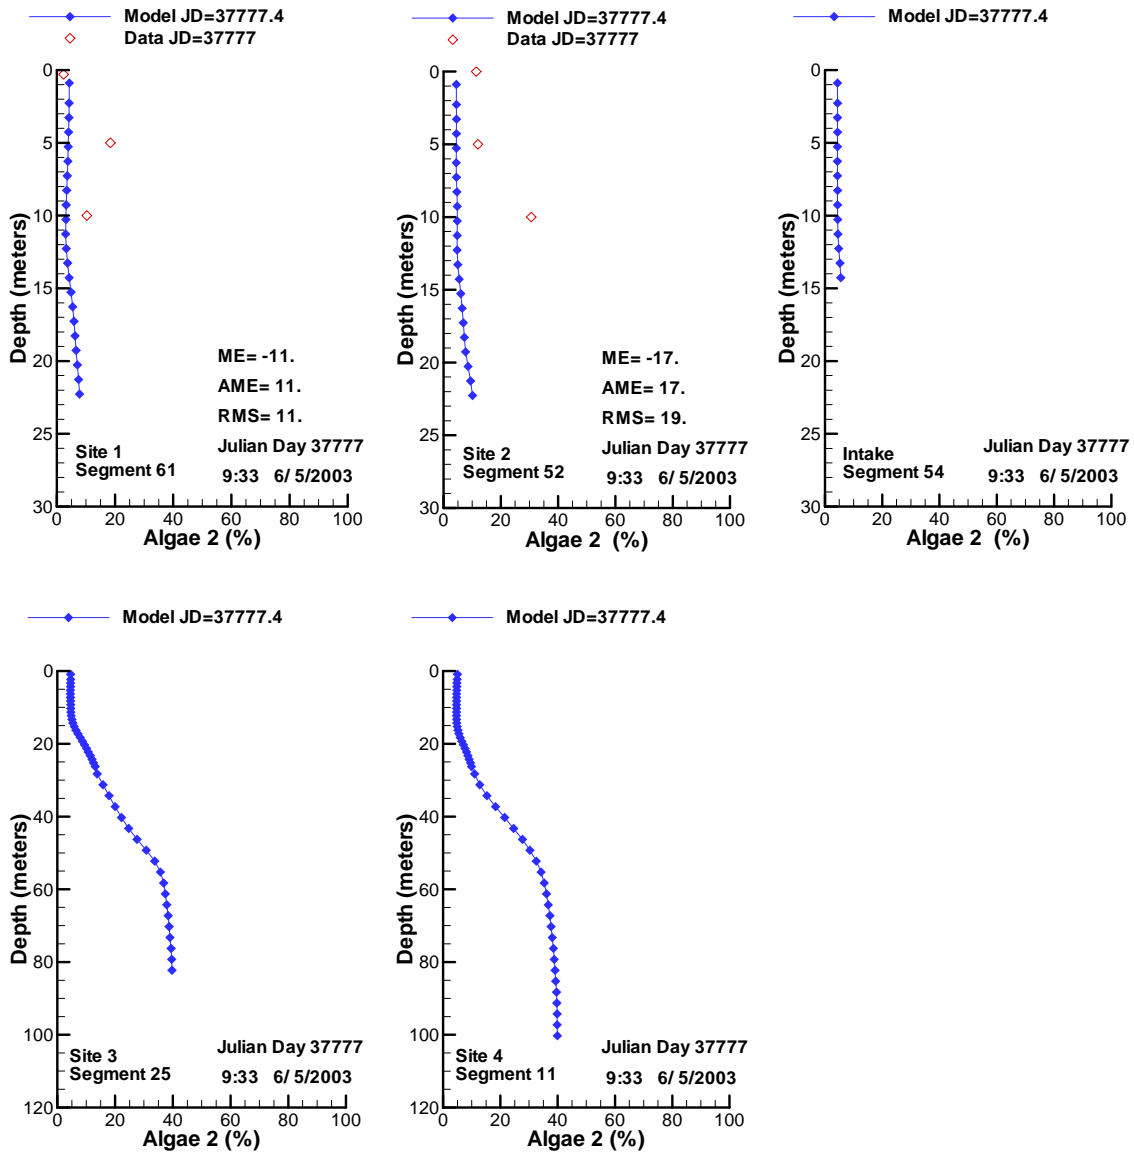 Model JD=37777.4
Data JD=37777
0
5
10
15
20
25
30
Depth (meters)
ME= -11.
AME= 11.
RMS= 11.
Site 1
Segment 61
Julian Day 37777
9:33 6/ 5/2003
0 20 40 60 80 100
Algae 2 (%)
Model JD=37777.4
Data JD=37777
0
5
10
15
20
25
30
Depth (meters)
ME= -17.
AME= 17.
RMS= 19.
Site 2
Segment 52
Julian Day 37777
9:33 6/ 5/2003
0 20 40 60 80 100
Algae 2 (%)
Model JD=37777.4
0
5
10
15
20
25
30
Depth (meters)
Intake
Segment 54
Julian Day 37777
9:33 6/ 5/2003
0 20 40 60 80 100
Algae 2 (%)
Model JD=37777.4
0
20
40
60
80
100
120
Depth (meters)
Site 3
Segment 25
Julian Day 37777
9:33 6/ 5/2003
0 20 40 60 80 100
Algae 2 (%)
Model JD=37777.4
0
20
40
60
80
100
120
Depth (meters)
Site 4
Segment 11
Julian Day 37777
9:33 6/ 5/2003
0 20 40 60 80 100
Algae 2 (%)